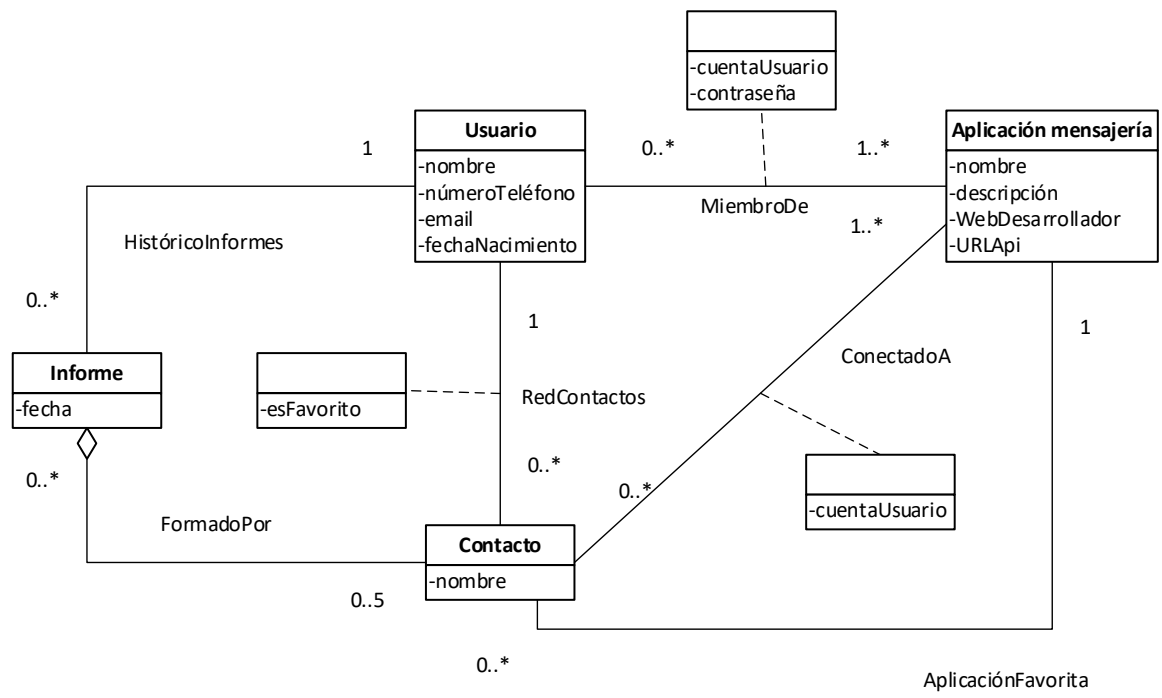 -cuentaUsuario
-contraseña
Usuario
-nombre
-númeroTeléfono
-email
-fechaNacimiento
Aplicación mensajería
-nombre
-descripción
-WebDesarrollador
-URLApi
1
0..*
1..*
MiembroDe
1..*
HistóricoInformes
0..*
1
1
ConectadoA
Informe
-fecha
-esFavorito
RedContactos
0..*
0..*
0..*
-cuentaUsuario
FormadoPor
Contacto
-nombre
0..5
0..*
AplicaciónFavorita